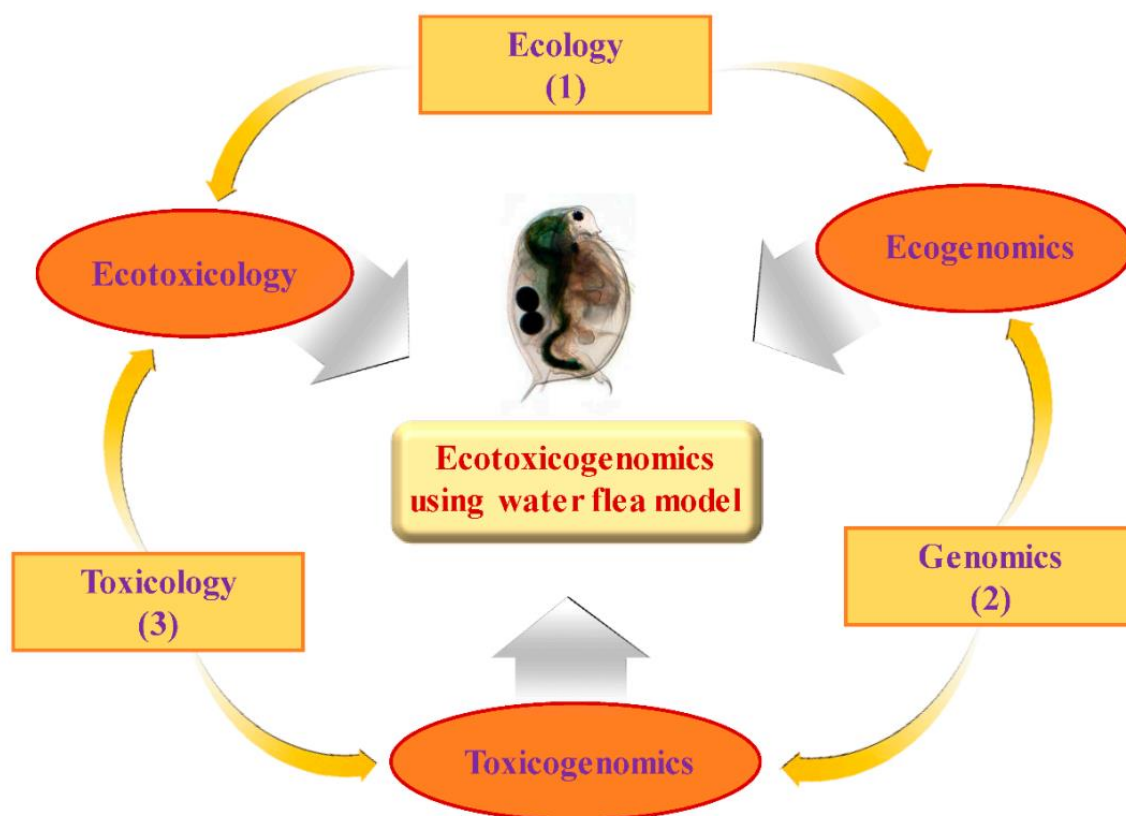 Ecology
(1)
Ecotoxicology
Ecogenomics
Ecotoxicogenomics
using water flea model
Toxicology
(3)
Genomics
(2)
Toxicogenomics